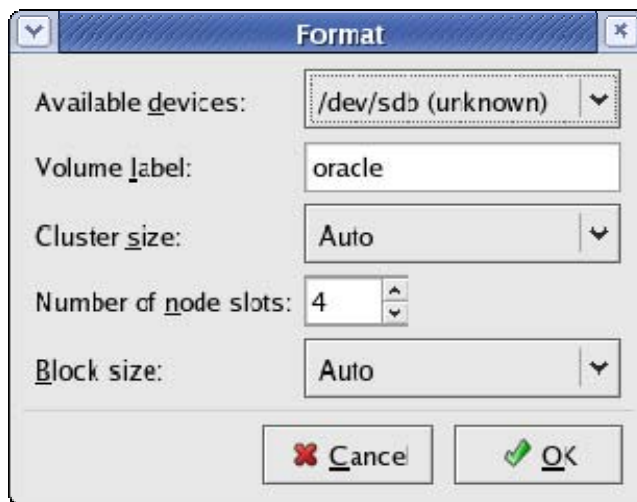 Format
Available devices: /dev/sdb (unknown)
Volume label: oracle
Cluster size: Auto
Number of node slots: 4
Block size: Auto
Cancel OK